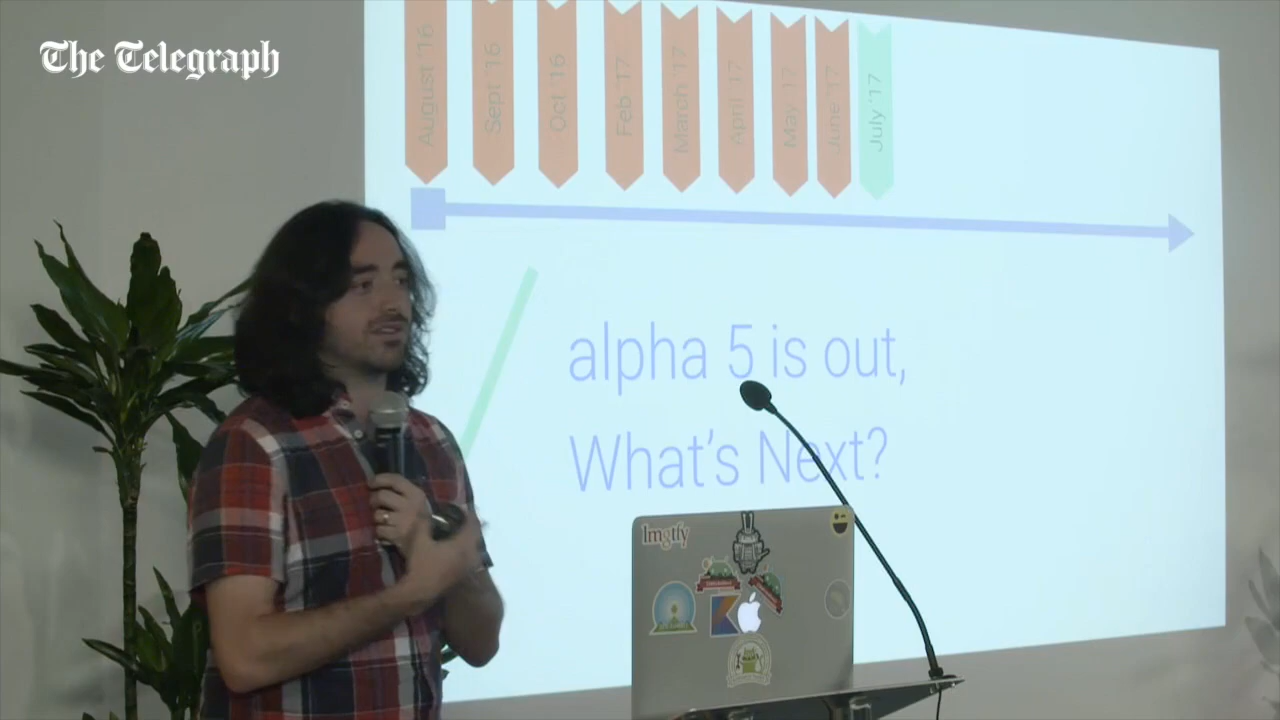 The Telegraph
August '16
Sept '16
Oct '16
Feb '17
March '17
April '17
May '17
June '17
July '17
alpha 5 is out,
What's Next?
lmgtfy